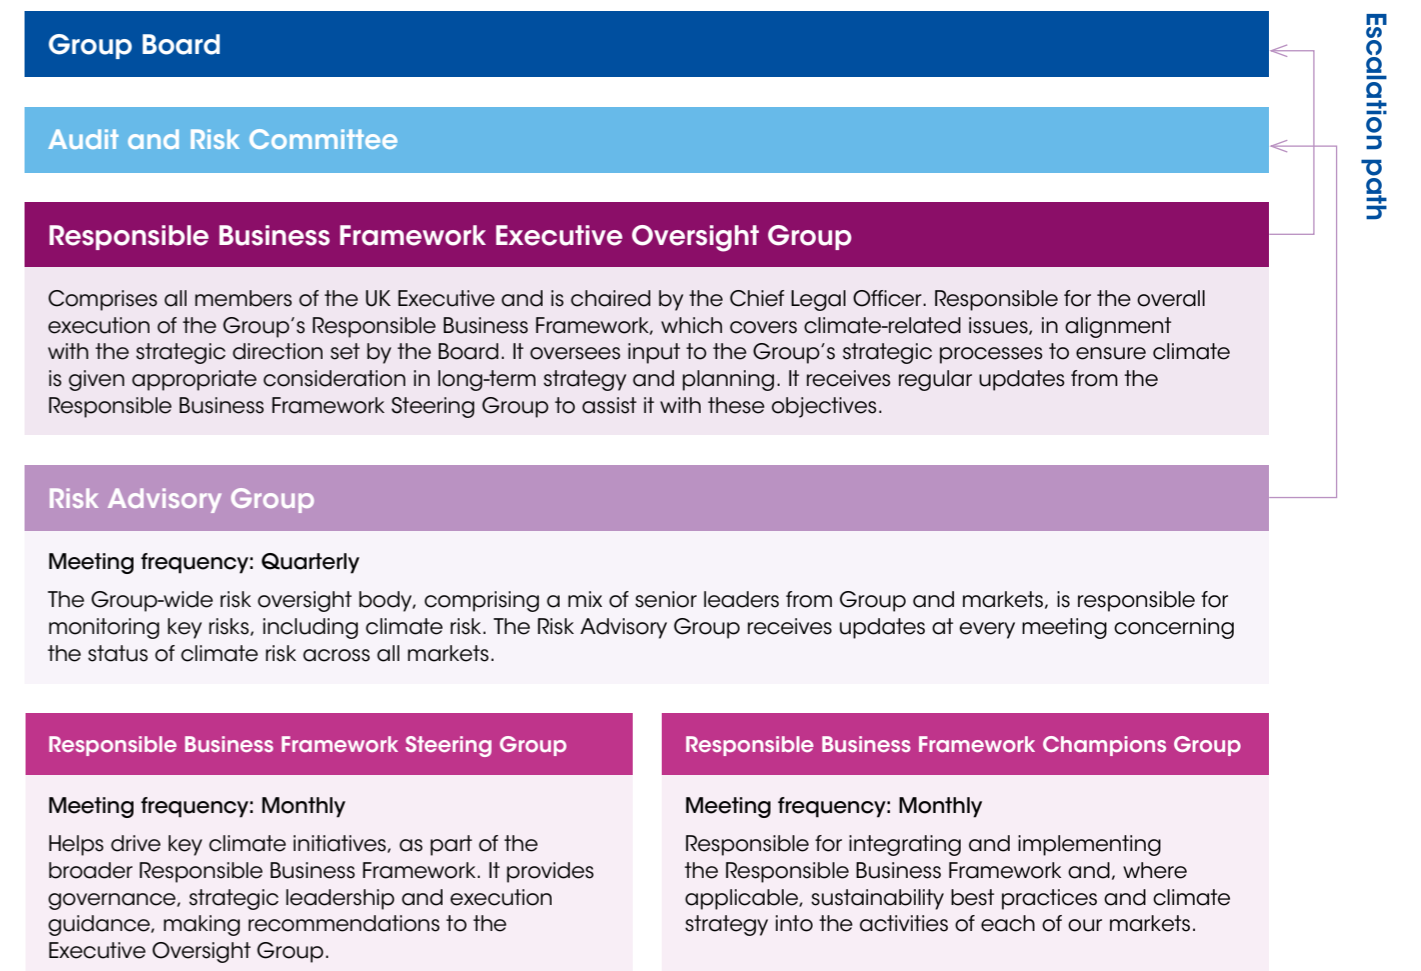 Group Board
Escalation path
Audit and Risk Committee
Responsible Business Framework Executive Oversight Group
Comprises all members of the UK Executive and is chaired by the Chief Legal Officer. Responsible for the overall
execution of the Group’s Responsible Business Framework, which covers climate-related issues, in alignment
with the strategic direction set by the Board. It oversees input to the Group’s strategic processes to ensure climate
is given appropriate consideration in long-term strategy and planning. It receives regular updates from the
Responsible Business Framework Steering Group to assist it with these objectives.
Risk Advisory Group
Meeting frequency: Quarterly
The Group-wide risk oversight body, comprising a mix of senior leaders from Group and markets, is responsible for
monitoring key risks, including climate risk. The Risk Advisory Group receives updates at every meeting concerning
the status of climate risk across all markets.
Responsible Business Framework Steering Group
Meeting frequency: Monthly
Helps drive key climate initiatives, as part of the
broader Responsible Business Framework. It provides
governance, strategic leadership and execution
guidance, making recommendations to the
Executive Oversight Group.
Responsible Business Framework Champions Group
Meeting frequency: Monthly
Responsible for integrating and implementing
the Responsible Business Framework and, where
applicable, sustainability best practices and climate
strategy into the activities of each of our markets.